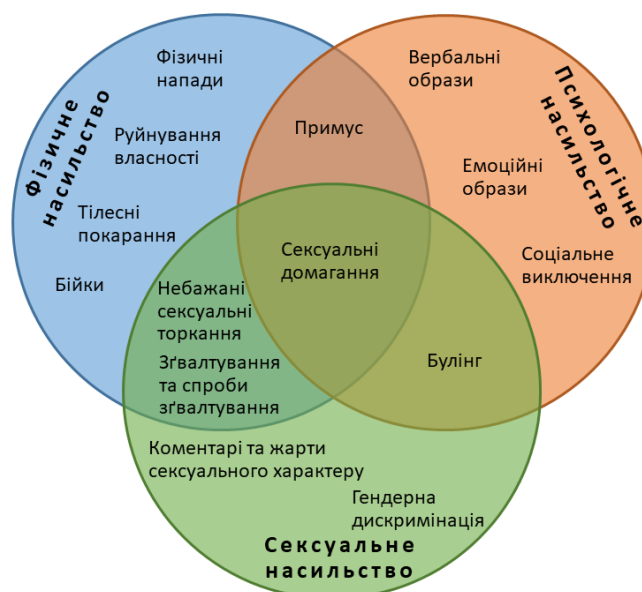 Фізичне
насильство
Фізичні
напади
Руйнування
власності
Тілесні
покарання
Бійки
Примус
Вербальні
образи
Психологічне
насильство
Емоційні
образи
Соціальне
виключення
Сексуальні
домагання
Небажані
сексуальні
торкання
Зґвалтування
та спроби
зґвалтування
Булінг
Коментарі та жарти
сексуального характеру
Гендерна
дискримінація
Сексуальне
насильство